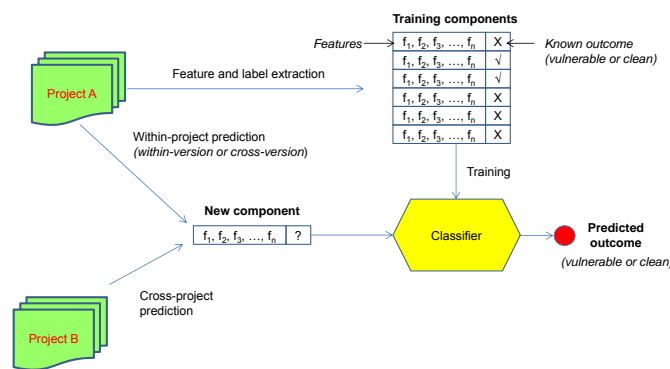 Training components
Features
f1, f2, f3, …, fn X
f1, f2, f3, …, fn √
f1, f2, f3, …, fn √
f1, f2, f3, …, fn X
f1, f2, f3, …, fn X
f1, f2, f3, …, fn X
Known outcome
(vulnerable or clean)
Project A
Feature and label extraction
Within-project prediction
(within-version or cross-version)
Training
New component
f1, f2, f3, …, fn ?
Classifier
Predicted
outcome
(vulnerable or clean)
Cross-project
prediction
Project B